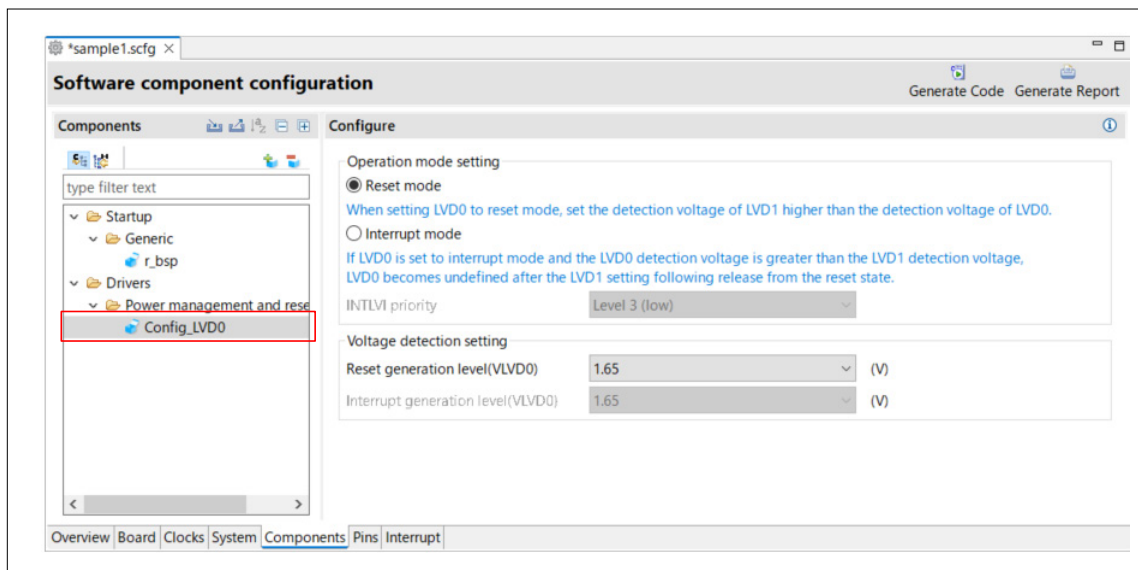 *sample1.scfg
Software component configuration
Generate Code Generate Report
Components
type filter text
Startup
Generic
r_bsp
Drivers
Power management and rese
Config_LVD0
Configure
Operation mode setting
Reset mode
When setting LVD0 to reset mode, set the detection voltage of LVD1 higher than the detection voltage of LVD0.
Interrupt mode
If LVD0 is set to interrupt mode and the LVD0 detection voltage is greater than the LVD1 detection voltage,
LVD0 becomes undefined after the LVD1 setting following release from the reset state.
INTLVI priority Level 3 (low)
Voltage detection setting
Reset generation level(VLVD0) 1.65 (V)
Interrupt generation level(VLVD0) 1.65 (V)
Overview Board Clocks System Components Pins Interrupt